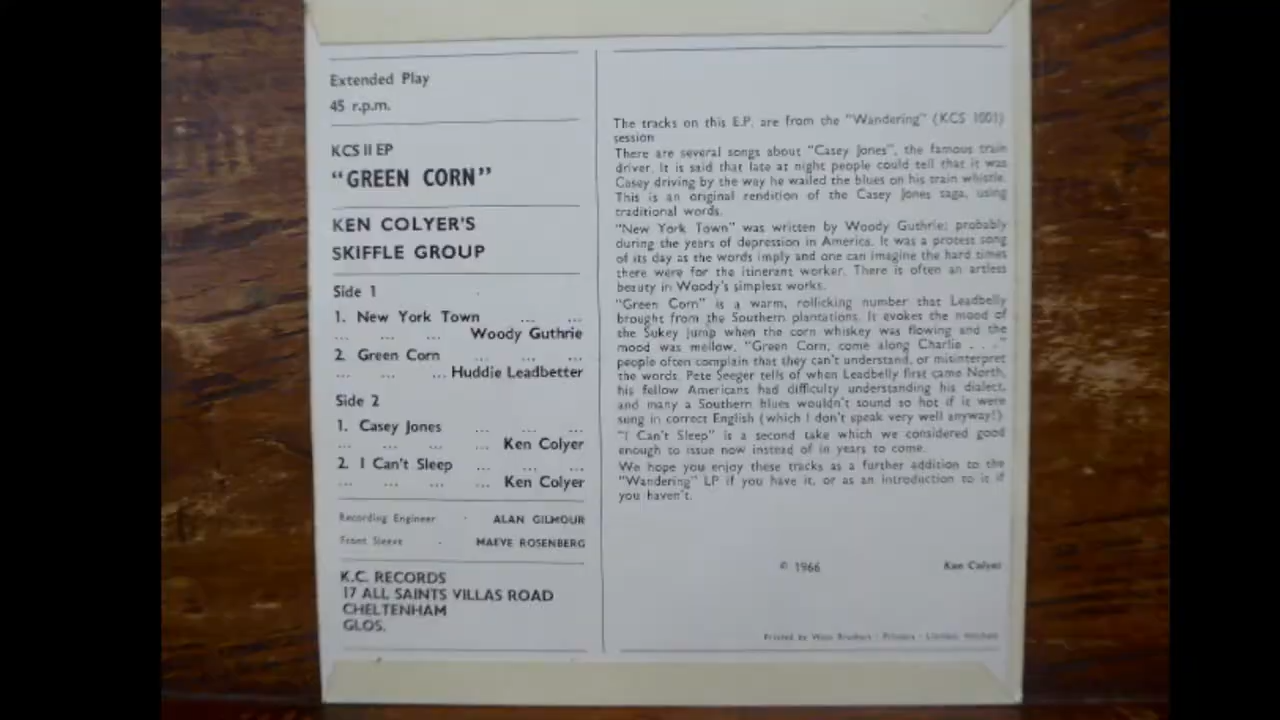 Extended Play
45 r.p.m.
KCS II EP
"GREEN CORN"
KEN COLYER'S
SKIFFLE GROUP
Side 1
1. New York Town ... ...
... ... ... Woody Guthrie
2. Green Corn ... ... ...
... ... ... Huddie Leadbetter
Side 2
1. Casey Jones ... ... ...
... ... ... ... Ken Colyer
2. I Can't Sleep ... ... ...
... ... ... ... Ken Colyer
Recording Engineer - ALAN GILMOUR
Front Sleeve - MAEVE ROSENBERG
K.C. RECORDS
17 ALL SAINTS VILLAS ROAD
CHELTENHAM
GLOS.
The tracks on this E.P. are from the "Wandering" (KCS 1001)
session
There are several songs about "Casey Jones", the famous train
driver. It is said that late at night people could tell that it was
Casey driving by the way he wailed the blues on his train whistle.
This is an original rendition of the Casey Jones saga, using
traditional words.
"New York Town" was written by Woody Guthrie; probably
during the years of depression in America. It was a protest song
of its day as the words imply and one can imagine the hard times
there were for the itinerant worker. There is often an artless
beauty in Woody's simplest works.
"Green Corn" is a warm, rollicking number that Leadbelly
brought from the Southern plantations. It evokes the mood of
the Sukey Jump when the corn whiskey was flowing and the
mood was mellow. "Green Corn, come along Charlie . . ."
people often complain that they can't understand, or misinterpret
the words. Pete Seeger tells of when Leadbelly first came North,
his fellow Americans had difficulty understanding his dialect,
and many a Southern blues wouldn't sound so hot if it were
sung in correct English (which I don't speak very well anyway!)
"I Can't Sleep" is a second take which we considered good
enough to issue now instead of in years to come.
We hope you enjoy these tracks as a further addition to the
"Wandering" LP if you have it, or as an introduction to it if
you haven't.
© 1966 Ken Colyer
Printed by Brothers - Printers -